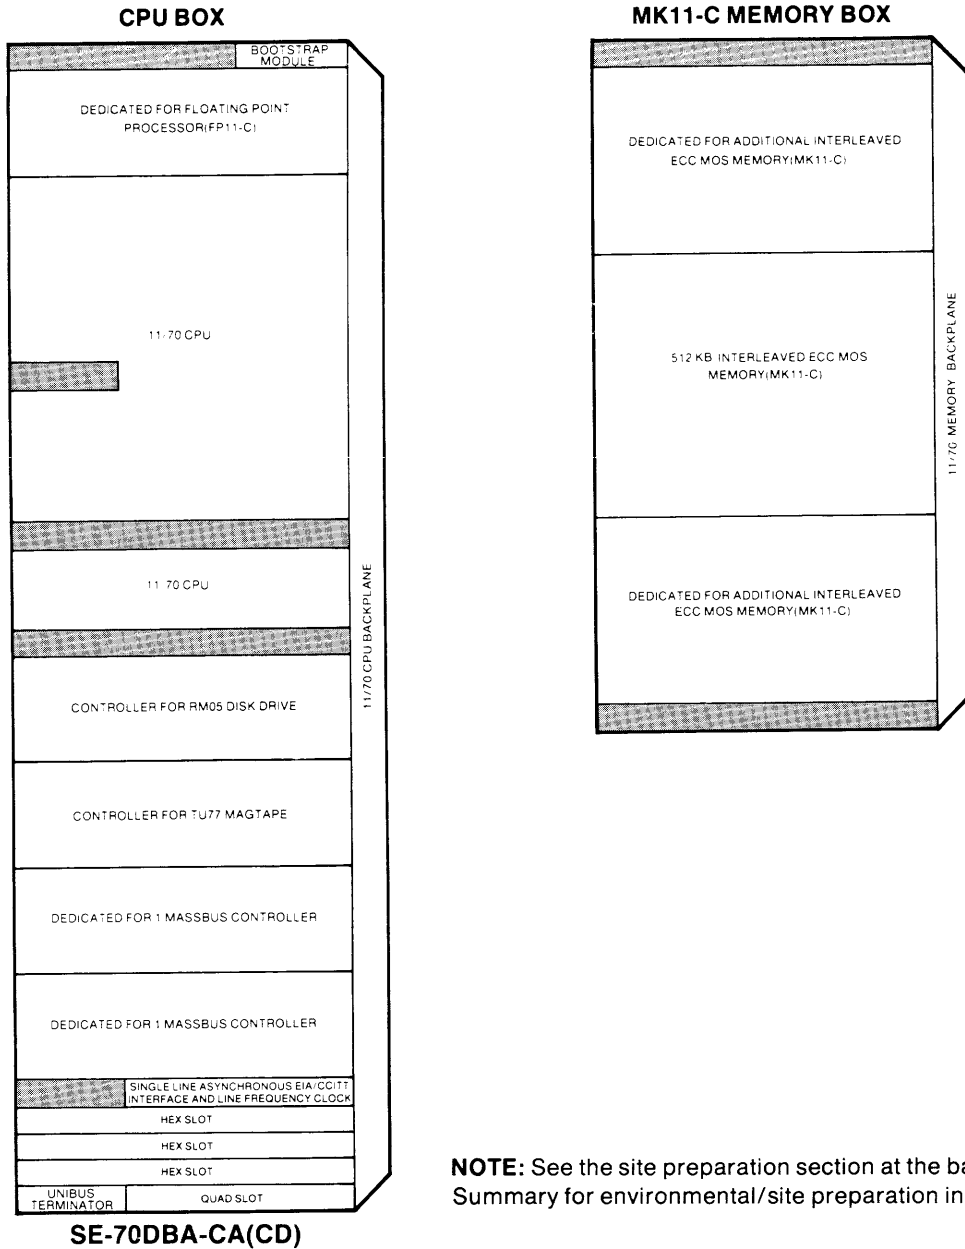 CPU BOX
BOOTSTRAP
MODULE
DEDICATED FOR FLOATING POINT
PROCESSOR(FP11-C)
11/70 CPU
11 70 CPU
CONTROLLER FOR RM05 DISK DRIVE
CONTROLLER FOR TU77 MAGTAPE
DEDICATED FOR 1 MASSBUS CONTROLLER
DEDICATED FOR 1 MASSBUS CONTROLLER
SINGLE LINE ASYNCHRONOUS EIA/CCITT
INTERFACE AND LINE FREQUENCY CLOCK
HEX SLOT
HEX SLOT
HEX SLOT
UNIBUS
TERMINATOR
QUAD SLOT
11/70 CPU BACKPLANE
SE-70DBA-CA(CD)
MK11-C MEMORY BOX
DEDICATED FOR ADDITIONAL INTERLEAVED
ECC MOS MEMORY(MK11-C)
512 KB INTERLEAVED ECC MOS
MEMORY(MK11-C)
DEDICATED FOR ADDITIONAL INTERLEAVED
ECC MOS MEMORY(MK11-C)
11/70 MEMORY BACKPLANE
NOTE: See the site preparation section at the ba
Summary for environmental/site preparation in